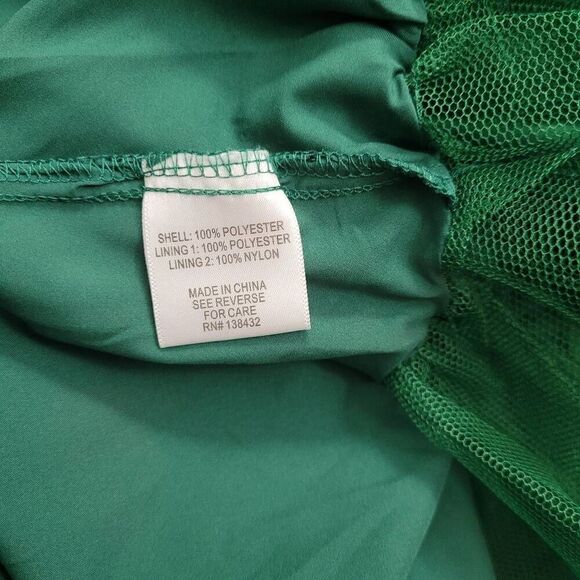 SHELL: 100% POLYESTER
LINING 1: 100% POLYESTER
LINING 2: 100% NYLON
MADE IN CHINA
SEE REVERSE
FOR CARE
RN# 138432